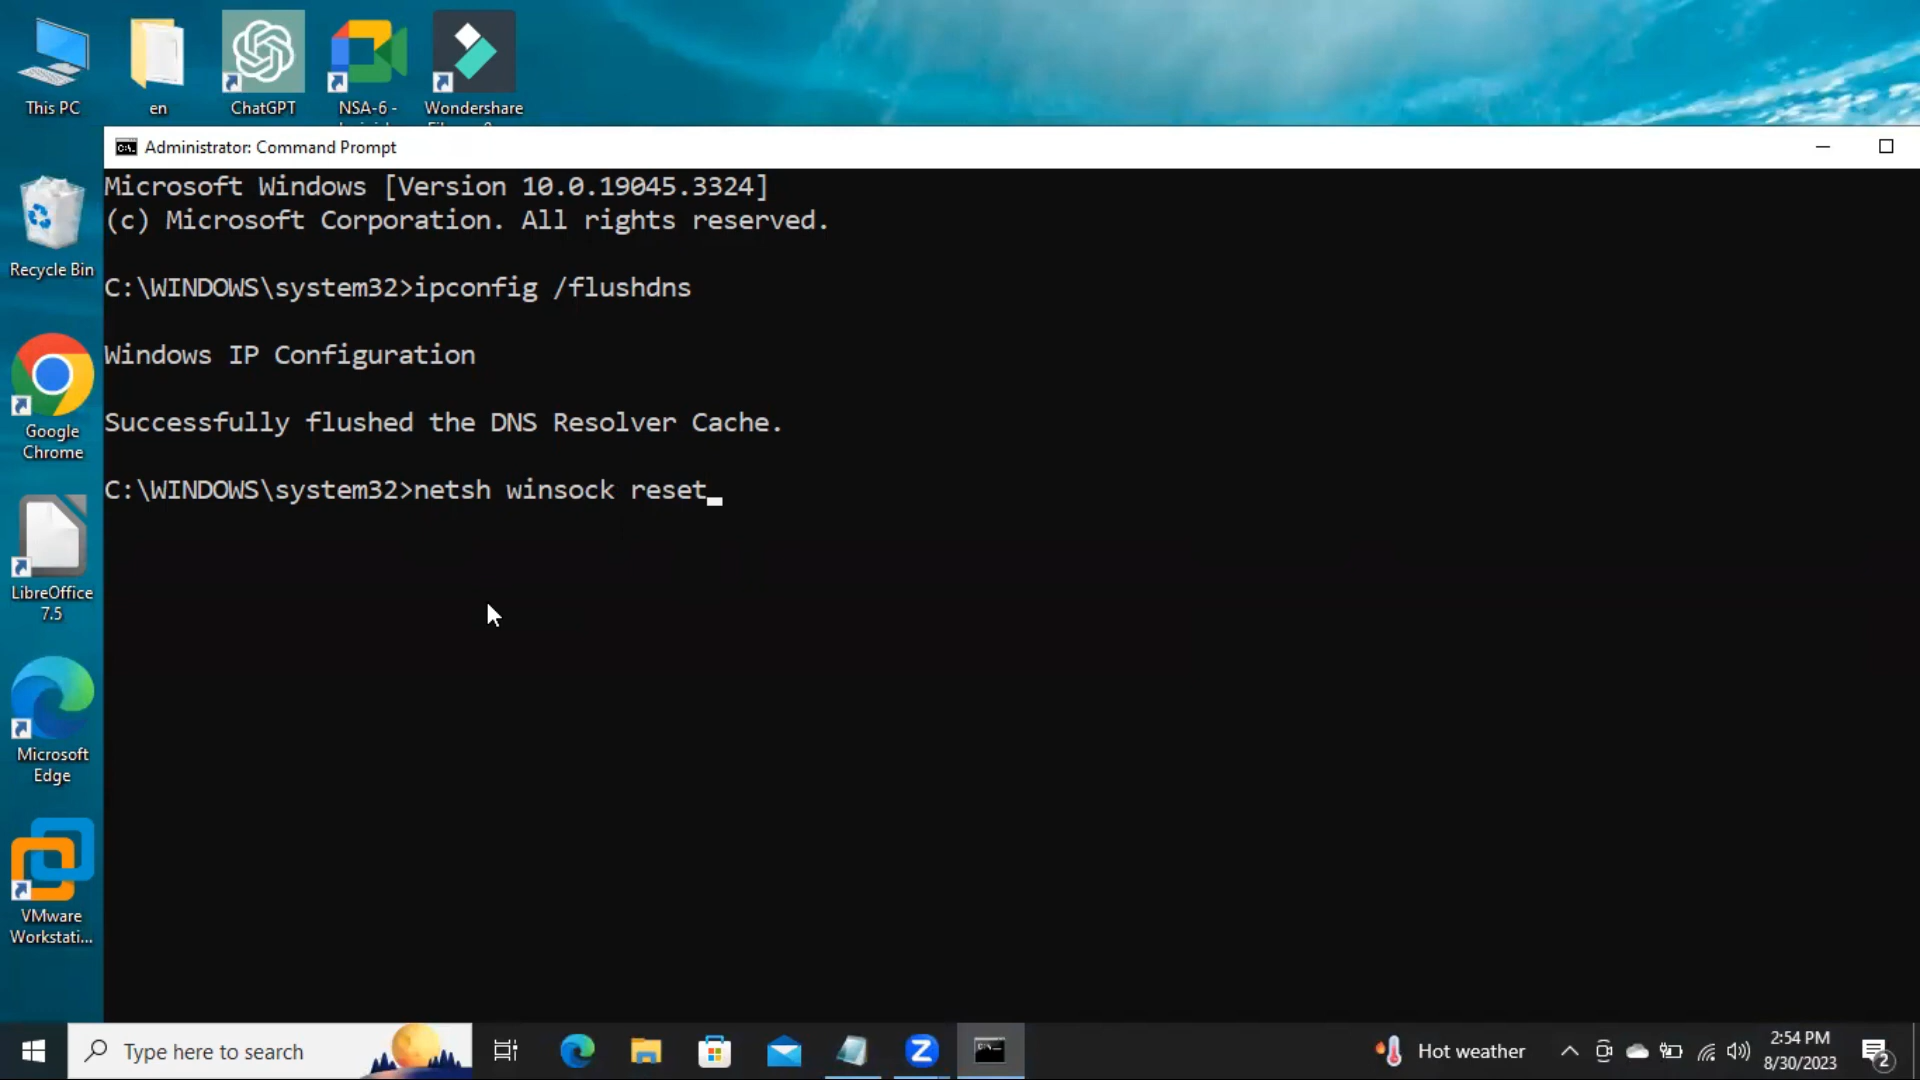 This PC
en
ChatGPT
NSA-6 -
Wondershare
Administrator: Command Prompt
Microsoft Windows [Version 10.0.19045.3324]
(c) Microsoft Corporation. All rights reserved.
C:\WINDOWS\system32>ipconfig /flushdns
Windows IP Configuration
Successfully flushed the DNS Resolver Cache.
C:\WINDOWS\system32>netsh winsock reset
Recycle Bin
Google
Chrome
LibreOffice
7.5
Microsoft
Edge
VMware
Workstati...
Type here to search
Hot weather
2:54 PM
8/30/2023
2